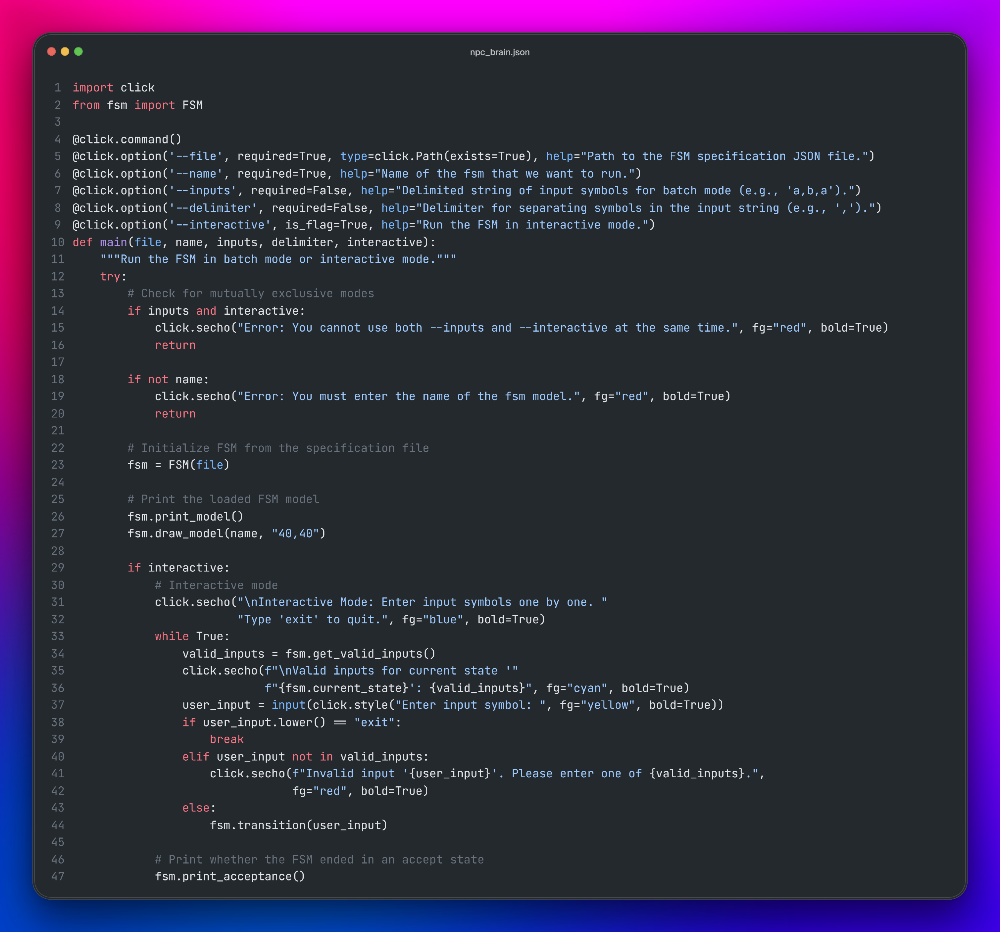 npc_brain.json
1 import click
2 from fsm import FSM
3
4 @click.command()
5 @click.option('--file', required=True, type=click.Path(exists=True), help="Path to the FSM specification JSON file.")
6 @click.option('--name', required=True, help="Name of the fsm that we want to run.")
7 @click.option('--inputs', required=False, help="Delimited string of input symbols for batch mode (e.g., 'a,b,a').")
8 @click.option('--delimiter', required=False, help="Delimiter for separating symbols in the input string (e.g., ',').")
9 @click.option('--interactive', is_flag=True, help="Run the FSM in interactive mode.")
10 def main(file, name, inputs, delimiter, interactive):
11     """Run the FSM in batch mode or interactive mode."""
12     try:
13         # Check for mutually exclusive modes
14         if inputs and interactive:
15             click.secho("Error: You cannot use both --inputs and --interactive at the same time.", fg="red", bold=True)
16             return
17
18         if not name:
19             click.secho("Error: You must enter the name of the fsm model.", fg="red", bold=True)
20             return
21
22         # Initialize FSM from the specification file
23         fsm = FSM(file)
24
25         # Print the loaded FSM model
26         fsm.print_model()
27         fsm.draw_model(name, "40,40")
28
29         if interactive:
30             # Interactive mode
31             click.secho("\nInteractive Mode: Enter input symbols one by one. "
32                         "Type 'exit' to quit.", fg="blue", bold=True)
33             while True:
34                 valid_inputs = fsm.get_valid_inputs()
35                 click.secho(f"\nValid inputs for current state '"
36                             f"{fsm.current_state}': {valid_inputs}", fg="cyan", bold=True)
37                 user_input = input(click.style("Enter input symbol: ", fg="yellow", bold=True))
38                 if user_input.lower() == "exit":
39                     break
40                 elif user_input not in valid_inputs:
41                     click.secho(f"Invalid input '{user_input}'. Please enter one of {valid_inputs}.",
42                                 fg="red", bold=True)
43                 else:
44                     fsm.transition(user_input)
45
46             # Print whether the FSM ended in an accept state
47             fsm.print_acceptance()